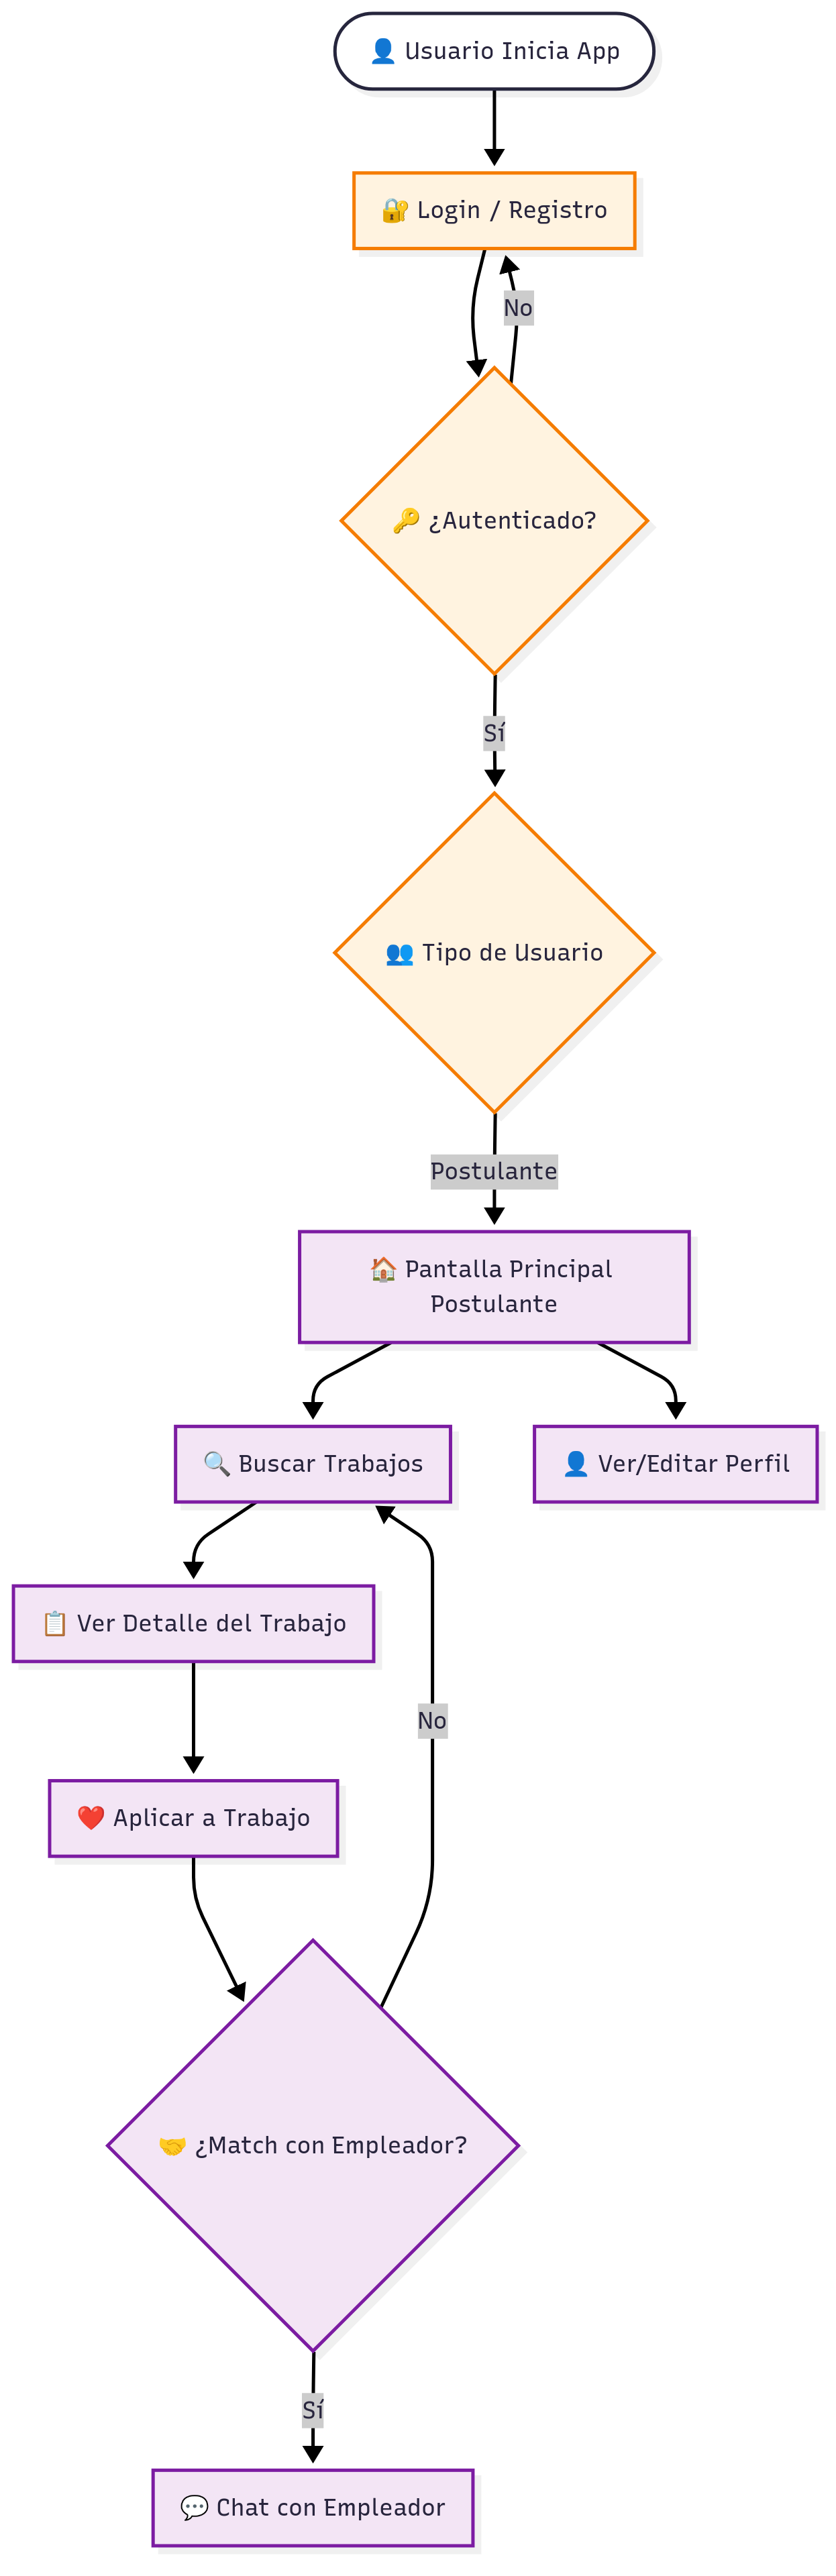 👤 Usuario Inicia App
🔐 Login / Registro
No
🔑 ¿Autenticado?
Sí
👥 Tipo de Usuario
Postulante
🏠 Pantalla Principal
Postulante
🔍 Buscar Trabajos
👤 Ver/Editar Perfil
📋 Ver Detalle del Trabajo
No
❤️ Aplicar a Trabajo
🤝 ¿Match con Empleador?
Sí
💬 Chat con Empleador